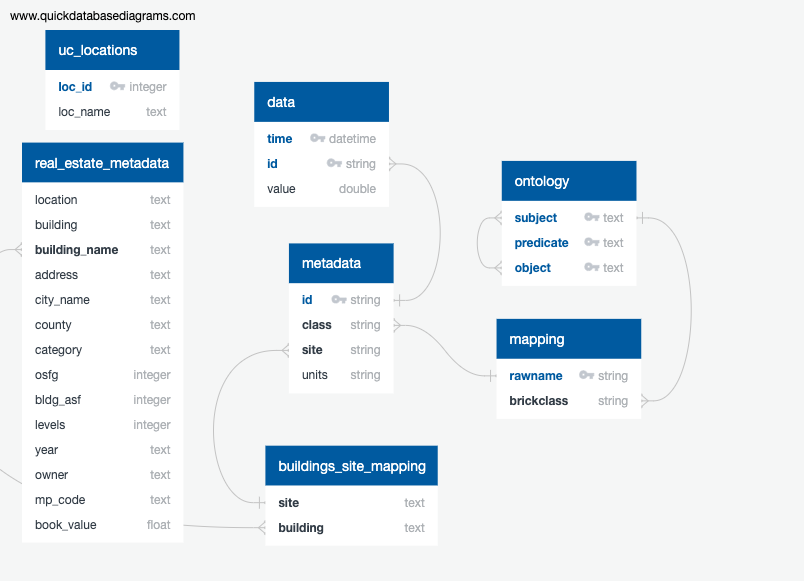 www.quickdatabasediagrams.com
uc_locations
loc_id integer
loc_name text
real_estate_metadata
location text
building text
building_name text
address text
city_name text
county text
category text
osfg integer
bldg_asf integer
levels integer
year text
owner text
mp_code text
book_value float
data
time datetime
id string
value double
metadata
id string
class string
site string
units string
buildings_site_mapping
site text
building text
ontology
subject text
predicate text
object text
mapping
rawname string
brickclass string